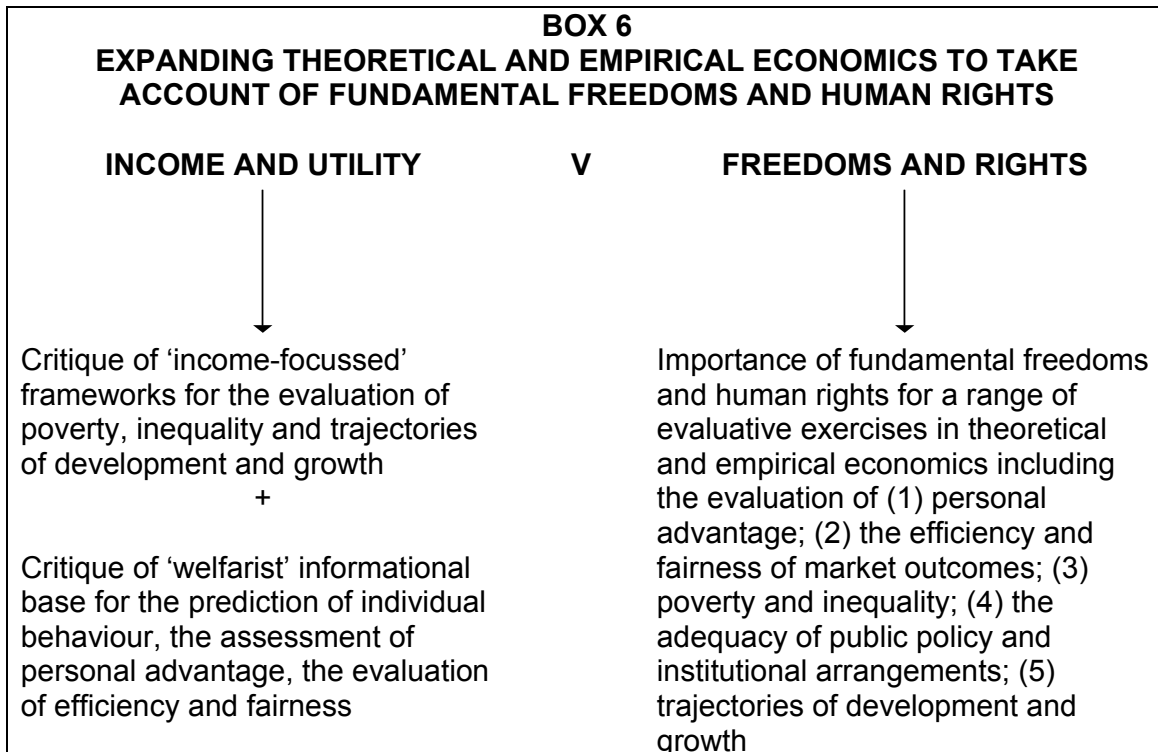 BOX 6
EXPANDING THEORETICAL AND EMPIRICAL ECONOMICS TO TAKE
ACCOUNT OF FUNDAMENTAL FREEDOMS AND HUMAN RIGHTS
INCOME AND UTILITY V FREEDOMS AND RIGHTS
Critique of ‘income-focussed’
frameworks for the evaluation of
poverty, inequality and trajectories
of development and growth
+
Critique of ‘welfarist’ informational
base for the prediction of individual
behaviour, the assessment of
personal advantage, the evaluation
of efficiency and fairness
Importance of fundamental freedoms
and human rights for a range of
evaluative exercises in theoretical
and empirical economics including
the evaluation of (1) personal
advantage; (2) the efficiency and
fairness of market outcomes; (3)
poverty and inequality; (4) the
adequacy of public policy and
institutional arrangements; (5)
trajectories of development and
growth